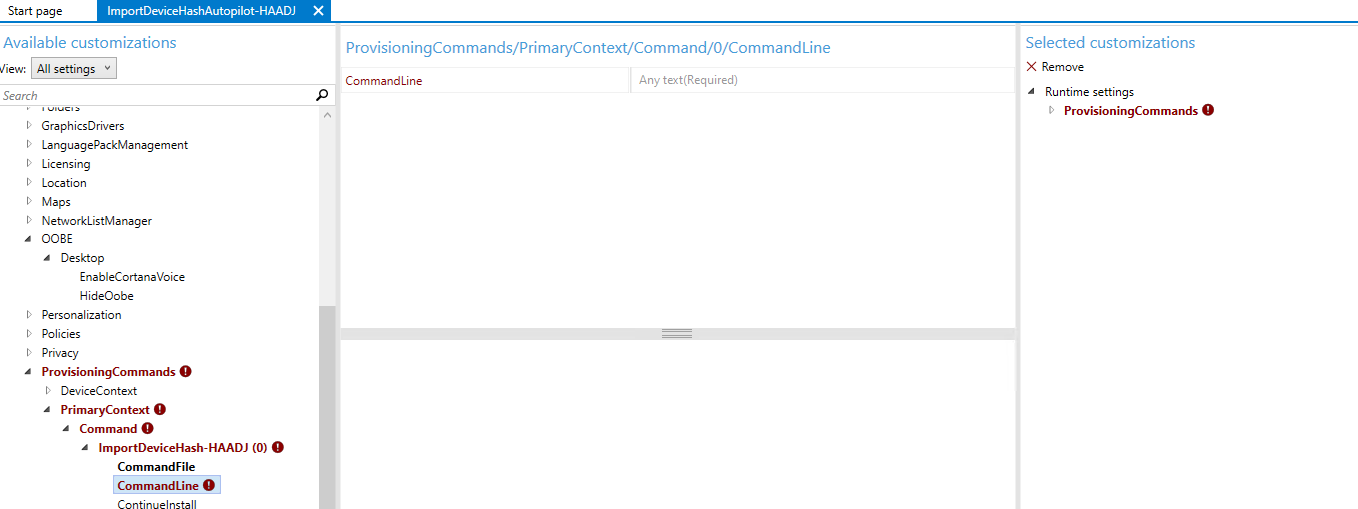 Start page
ImportDeviceHashAutopilot-HAADJ
Available customizations
View: All settings
Search
Folders
GraphicsDrivers
LanguagePackManagement
Licensing
Location
Maps
NetworkListManager
OOBE
Desktop
EnableCortanaVoice
HideOobe
Personalization
Policies
Privacy
ProvisioningCommands
DeviceContext
PrimaryContext
Command
ImportDeviceHash-HAADJ (0)
CommandFile
CommandLine
ContinueInstall
ProvisioningCommands/PrimaryContext/Command/0/CommandLine
CommandLine Any text(Required)
Selected customizations
Remove
Runtime settings
ProvisioningCommands